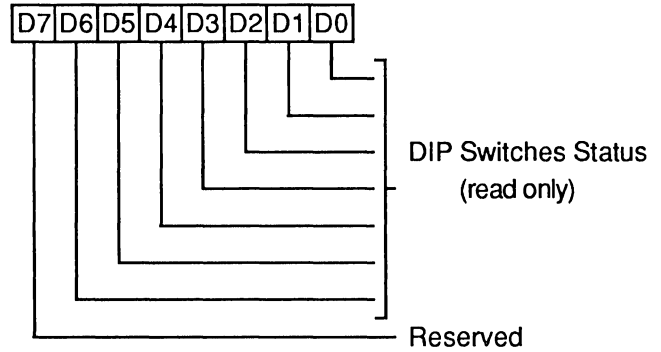 D7 D6 D5 D4 D3 D2 D1 D0
DIP Switches Status
(read only)
Reserved